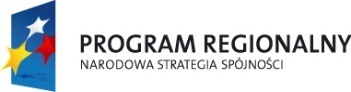 PROGRAM REGIONALNY
NARODOWA STRATEGIA SPÓJNOŚCI